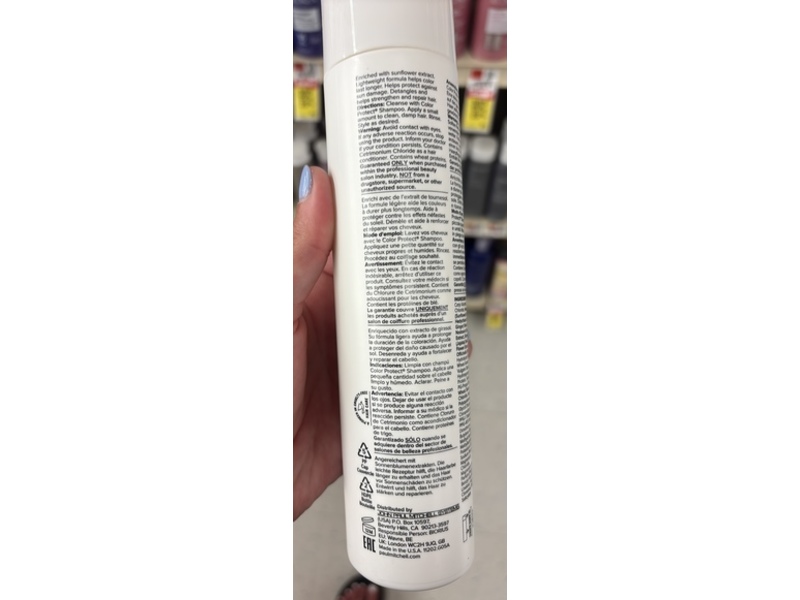 Enriched with sunflower extract.
Lightweight formula helps color
last longer. Helps protect against
sun damage. Detangles and
helps strengthen and repair hair.
Directions: Cleanse with Color
Protect® Shampoo. Apply a small
amount to clean, damp hair. Rinse.
Style as desired.
Warning: Avoid contact with eyes.
If any adverse reaction occurs, stop
using the product. Inform your doctor
if your condition persists. Contains
Cetrimonium Chloride as a hair
conditioner. Contains wheat proteins.
Guaranteed ONLY when purchased
within the professional beauty
salon industry, NOT from a
drugstore, supermarket, or other
unauthorized source.
Enrichi avec de l'extrait de tournesol.
La formule légère aide les couleurs
à durer plus longtemps. Aide à
protéger contre les effets néfastes
du soleil. Démêle et aide à renforcer
et réparer vos cheveux.
Mode d'emploi: Lavez vos cheveux
avec le Color Protect® Shampoo.
Appliquez une petite quantité sur
cheveux propres et humides. Rincez.
Procédez au coiffage souhaité.
Avertissement: Évitez le contact
avec les yeux. En cas de réaction
indésirable, arrêtez d'utiliser ce
produit. Consultez votre médecin si
les symptômes persistent. Contient
du Chlorure de Cetrimonium comme
adoucissant pour les cheveux.
Contient les protéines de blé.
La garantie couvre UNIQUEMENT
les produits achetés auprès d'un
salon de coiffure professionnel.
Enriquecido con extracto de girasol.
Su fórmula ligera ayuda a prolongar
la duración de la coloración. Ayuda
a proteger del daño causado por el
sol. Desenreda y ayuda a fortalecer
y reparar el cabello.
Indicaciones: Limpia con champú
Color Protect® Shampoo. Aplica una
pequeña cantidad sobre el cabello
limpio y húmedo. Aclarar. Peine a
su gusto.
Advertencia: Evitar el contacto con
los ojos. Dejar de usar el producto
si se produce alguna reacción
adversa. Informar a su médico si la
reacción persiste. Contiene Cloruro
de Cetrimonio como acondicionador
para el cabello. Contiene proteínas
de trigo.
Garantizado SÓLO cuando se
adquiere dentro del sector de
salones de belleza profesionales.
Angereichert mit
Sonnenblumenextrakten. Die
leichte Rezeptur hilft, die Haarfarbe
länger zu erhalten und das Haar
vor Sonnenschäden zu schützen.
Entwirrt und hilft, das Haar zu
stärken und reparieren.
5
PP
Cap
2
HDPE
Bottle
Bouteille
Distributed by
JOHN PAUL MITCHELL SYSTEMS
(USA) P.O. Box 10597,
Beverly Hills, CA 90213-3597
Responsible Person: BIORIUS
EU. Wavre, BE
UK. London WC2H 9JQ, GB
Made in the U.S.A. 11202.G05A
paulmitchell.com
EAC